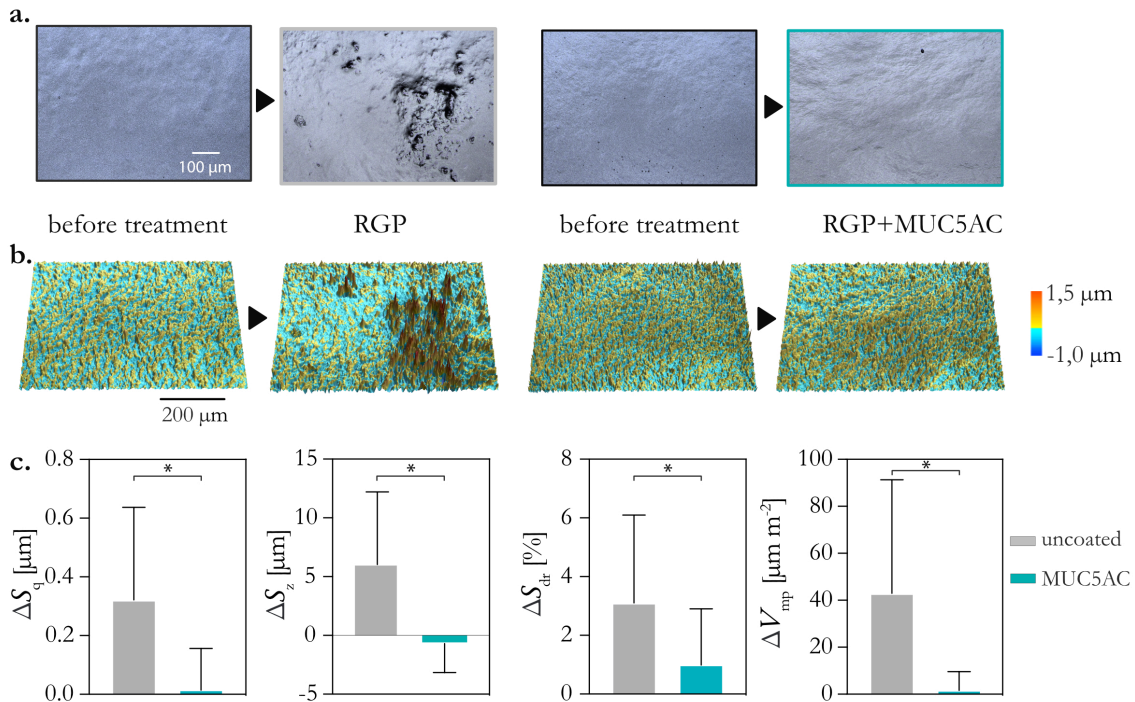 a.
100 µm
before treatment RGP before treatment RGP+MUC5AC
b.
1,5 µm
-1,0 µm
200 µm
c.
ΔSq [µm]
0.8
0.6
0.4
0.2
0.0
*
ΔSz [µm]
15
10
5
0
-5
*
ΔSdr [%]
8
6
4
2
0
*
ΔVmp [µm m-2]
100
80
60
40
20
0
*
uncoated
MUC5AC